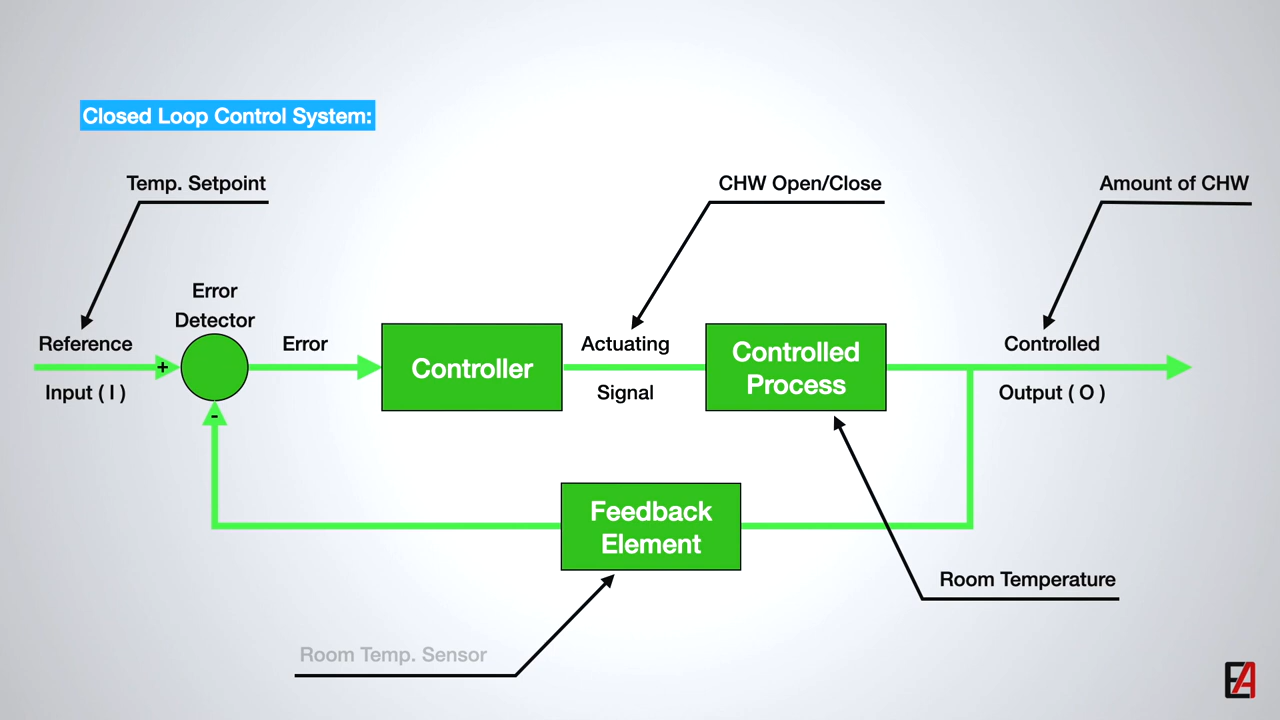 Closed Loop Control System:
Temp. Setpoint
CHW Open/Close
Amount of CHW
Error
Detector
Reference
Input ( I )
+
-
Error
Controller
Actuating
Signal
Controlled
Process
Controlled
Output ( O )
Feedback
Element
Room Temperature
Room Temp. Sensor
EA